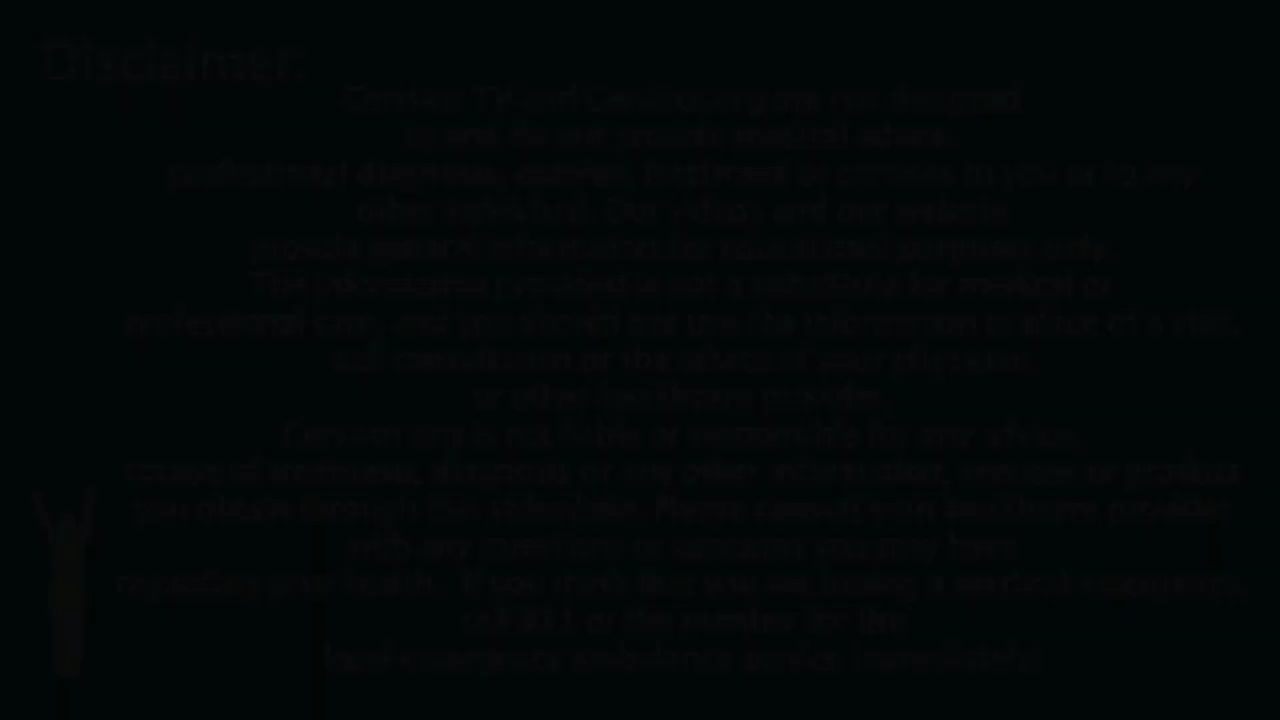 Disclaimer:
TV and are not designed
to and do not provide medical advice,
professional diagnosis, opinion, treatment or services to you or to any
other individual. Our videos and our website
provide general information for educational purposes only.
The information provided is not a substitute for medical or
professional care, and you should not use the information in place of a visit,
call consultation or the advice of your physician
or other healthcare provider.
is not liable or responsible for any advice,
course of treatment, diagnosis or any other information, services or product
you obtain through our Please consult your healthcare provider
with any questions or concerns you may have
regarding your health. If you think that you are having a medical emergency,
call 911 or the number for the
local emergency ambulance service immediately.